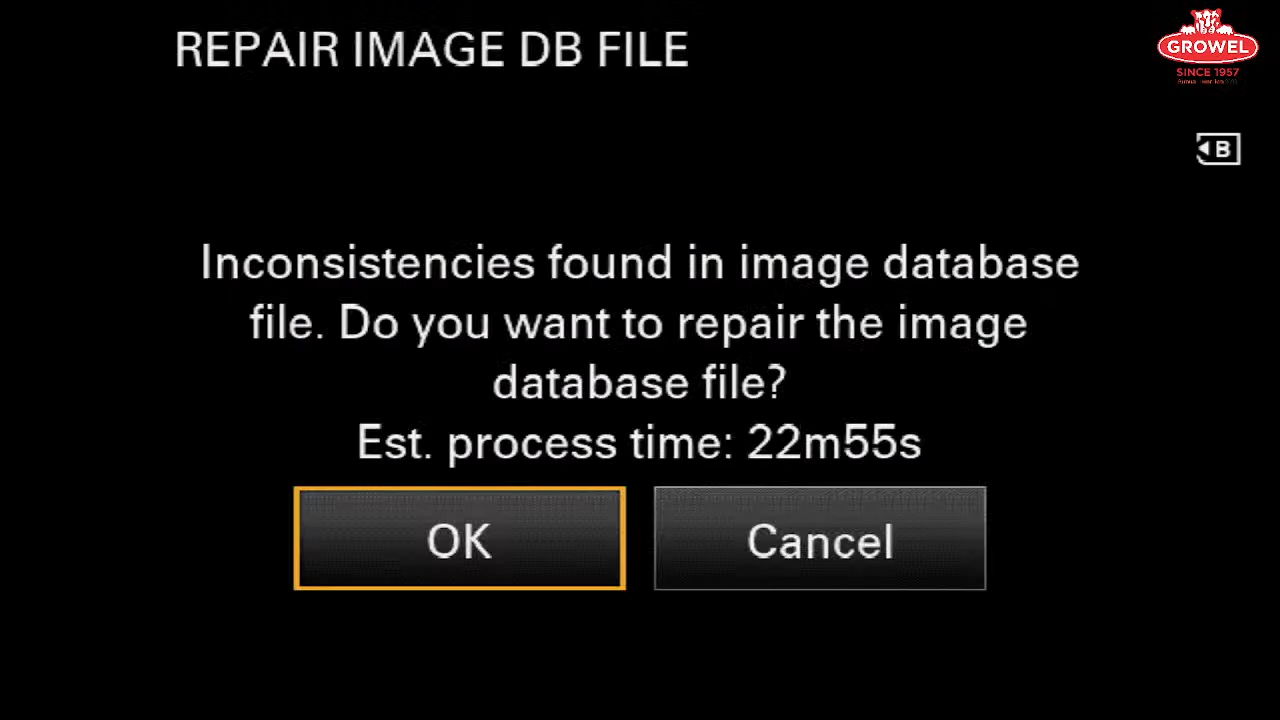 REPAIR IMAGE DB FILE
GROWEL
SINCE 1957
B
Inconsistencies found in image database
file. Do you want to repair the image
database file?
Est. process time: 22m55s
OK
Cancel